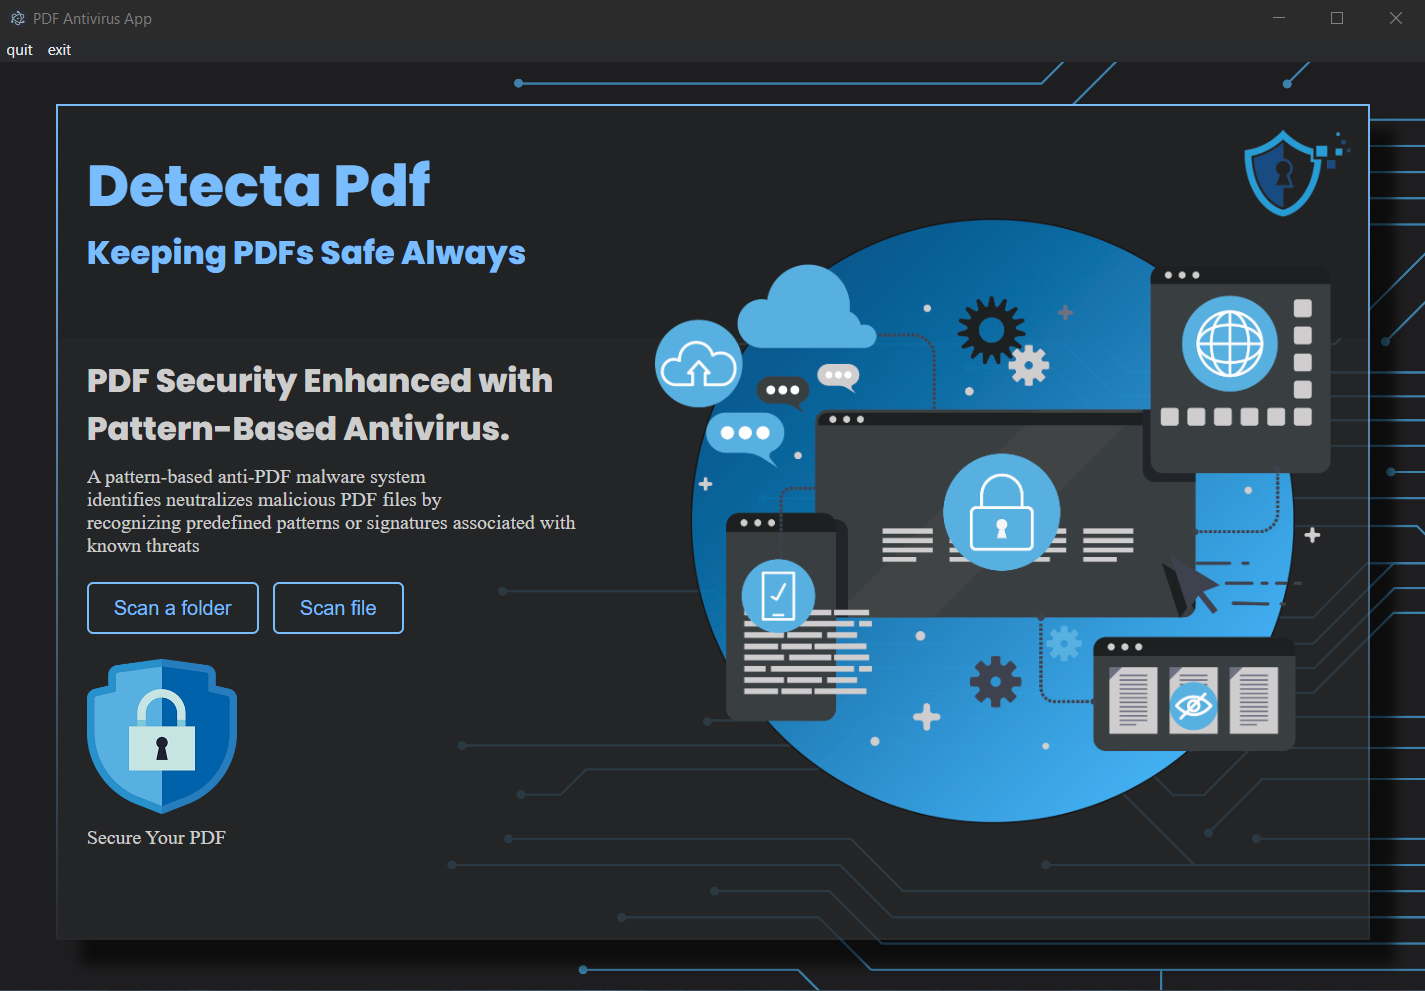 PDF Antivirus App
quit exit
Detecta Pdf
Keeping PDFs Safe Always
PDF Security Enhanced with
Pattern-Based Antivirus.
A pattern-based anti-PDF malware system
identifies neutralizes malicious PDF files by
recognizing predefined patterns or signatures associated with
known threats
Scan a folder Scan file
Secure Your PDF